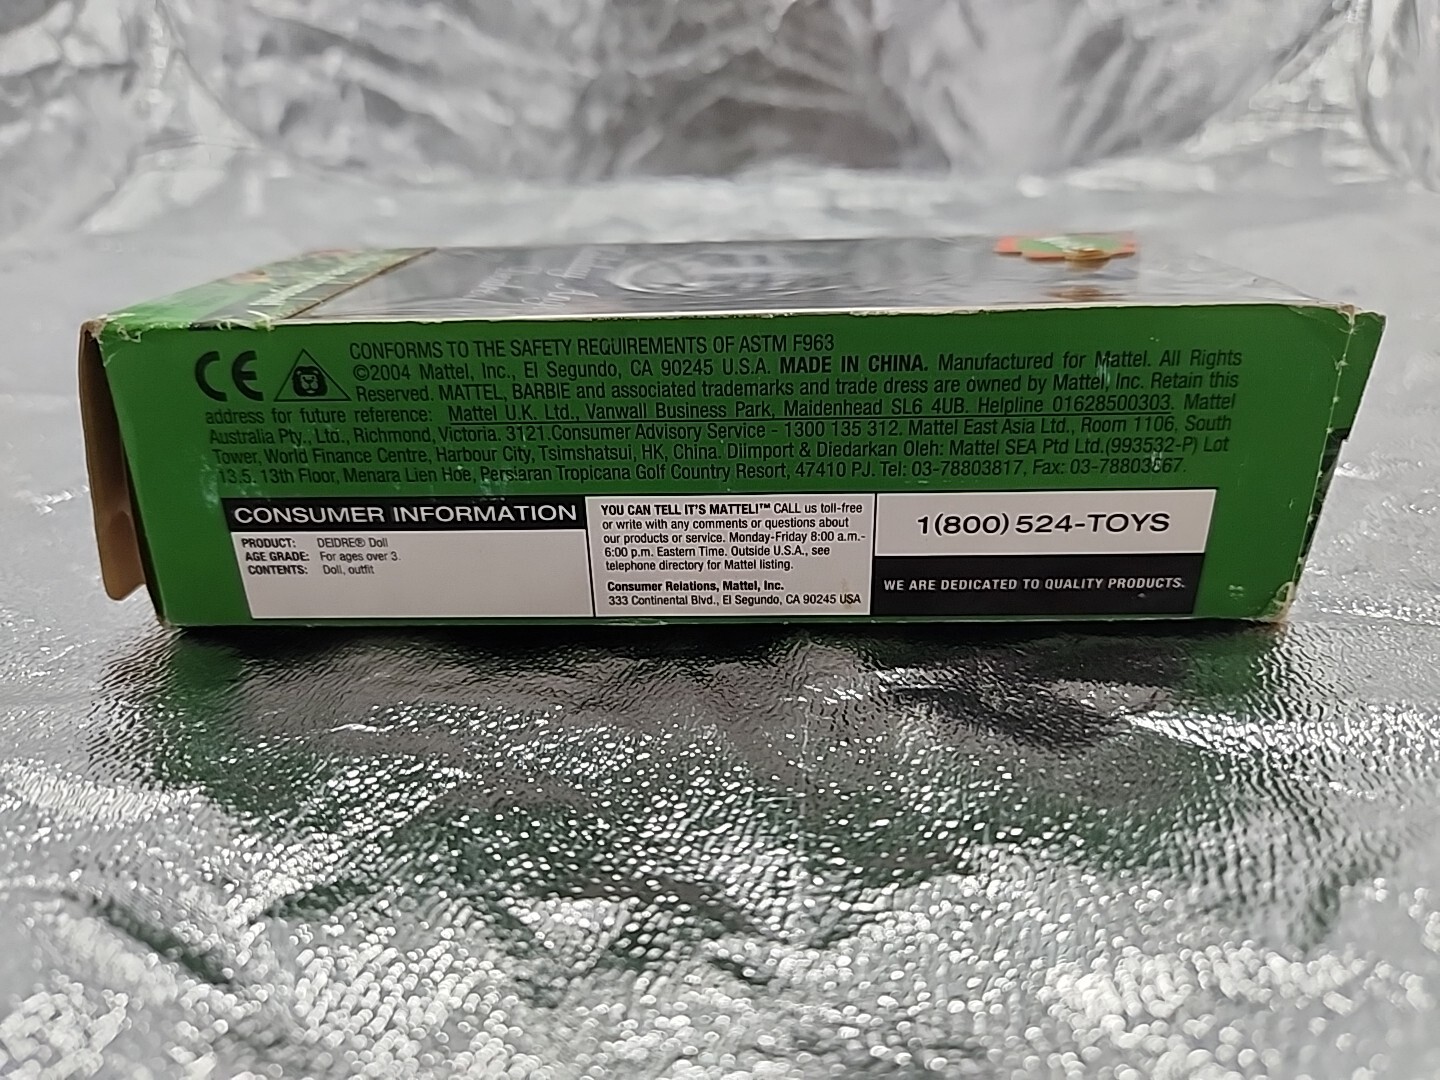 CE
CONFORMS TO THE SAFETY REQUIREMENTS OF ASTM F963
©2004 Mattel, Inc., El Segundo, CA 90245 U.S.A. MADE IN CHINA. Manufactured for Mattel. All Rights
Reserved. MATTEL, BARBIE and associated trademarks and trade dress are owned by Mattel, Inc. Retain this
address for future reference: Mattel U.K. Ltd., Vanwall Business Park, Maidenhead SL6 4UB. Helpline 01628500303. Mattel
Australia Pty., Ltd., Richmond, Victoria. 3121.Consumer Advisory Service - 1300 135 312. Mattel East Asia Ltd., Room 1106, South
Tower, World Finance Centre, Harbour City, Tsimshatsui, HK, China. Diimport & Diedarkan Oleh: Mattel SEA Ptd Ltd.(993532-P) Lot
13.5. 13th Floor, Menara Lien Hoe, Persiaran Tropicana Golf Country Resort, 47410 PJ. Tel: 03-78803817, Fax: 03-78803867.
CONSUMER INFORMATION
PRODUCT: DEIDRE® Doll
AGE GRADE: For ages over 3.
CONTENTS: Doll, outfit
YOU CAN TELL IT'S MATTEL!™ CALL us toll-free
or write with any comments or questions about
our products or service. Monday-Friday 8:00 a.m.-
6:00 p.m. Eastern Time. Outside U.S.A., see
telephone directory for Mattel listing.
Consumer Relations, Mattel, Inc.
333 Continental Blvd., El Segundo, CA 90245 USA
1(800) 524-TOYS
WE ARE DEDICATED TO QUALITY PRODUCTS.